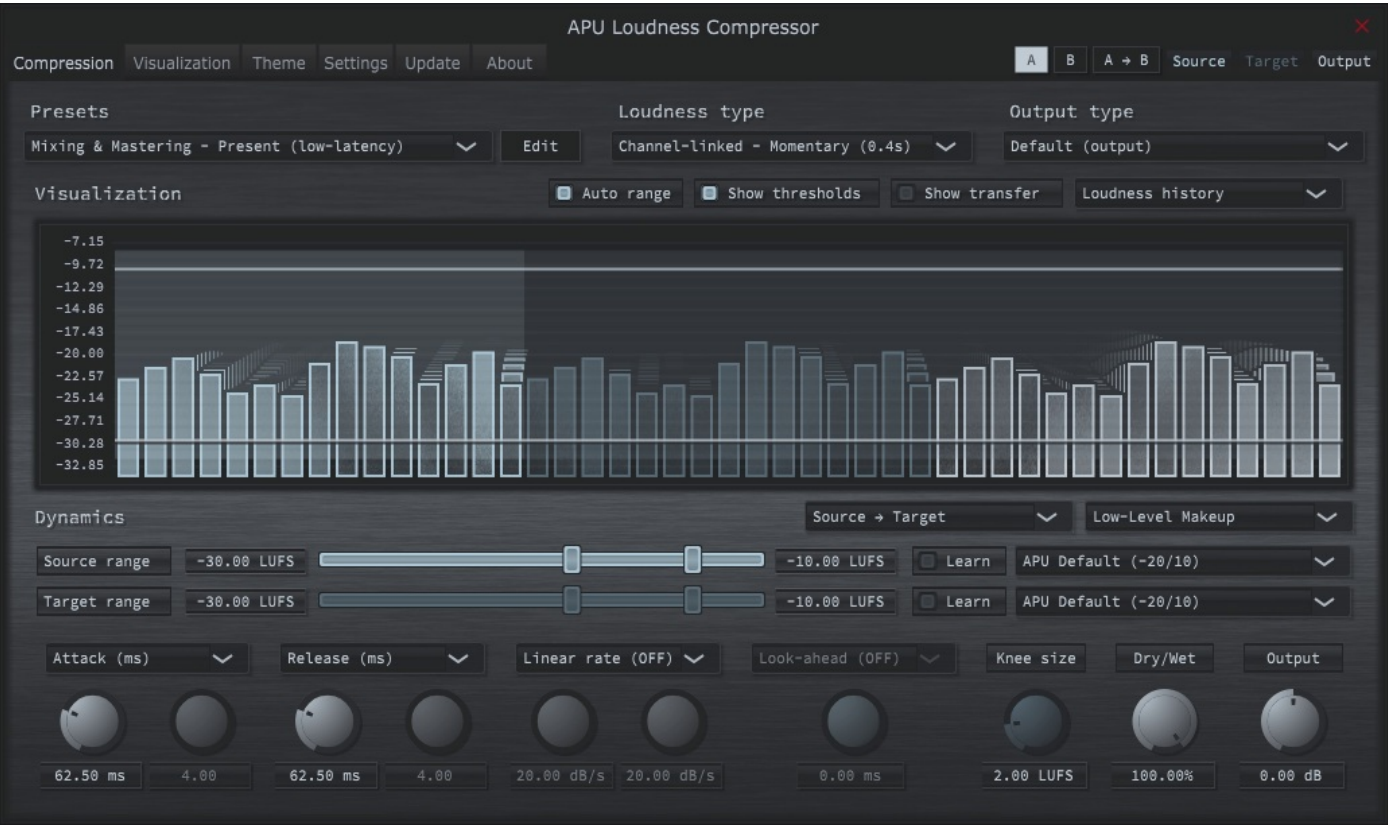 APU Loudness Compressor
Compression Visualization Theme Settings Update About A B A → B Source Target Output
Presets Loudness type Output type
Mixing & Mastering - Present (low-latency) Edit Channel-linked - Momentary (0.4s) Default (output)
Visualization Auto range Show thresholds Show transfer Loudness history
-7.15
-9.72
-12.29
-14.86
-17.43
-20.00
-22.57
-25.14
-27.71
-30.28
-32.85
Dynamics Source → Target Low-Level Makeup
Source range -30.00 LUFS -10.00 LUFS Learn APU Default (-20/10)
Target range -30.00 LUFS -10.00 LUFS Learn APU Default (-20/10)
Attack (ms) Release (ms) Linear rate (OFF) Look-ahead (OFF) Knee size Dry/Wet Output
62.50 ms 4.00 62.50 ms 4.00 20.00 dB/s 20.00 dB/s 0.00 ms 2.00 LUFS 100.00% 0.00 dB